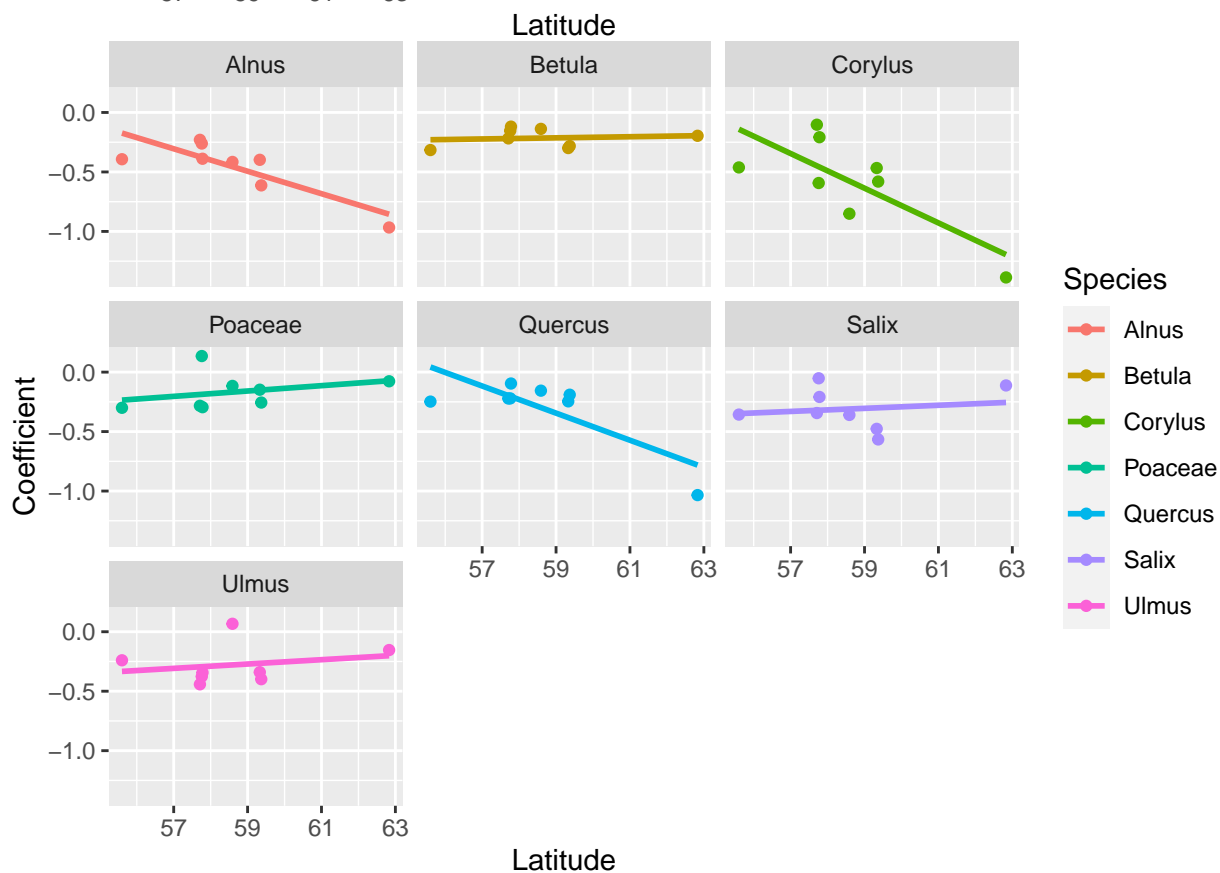 Latitude
Alnus Betula Corylus
0.0
−0.5
−1.0
Poaceae Quercus Salix
0.0
−0.5
−1.0
57 59 61 63 57 59 61 63
Ulmus
0.0
−0.5
−1.0
57 59 61 63
Latitude
Coefficient
Species
Alnus
Betula
Corylus
Poaceae
Quercus
Salix
Ulmus